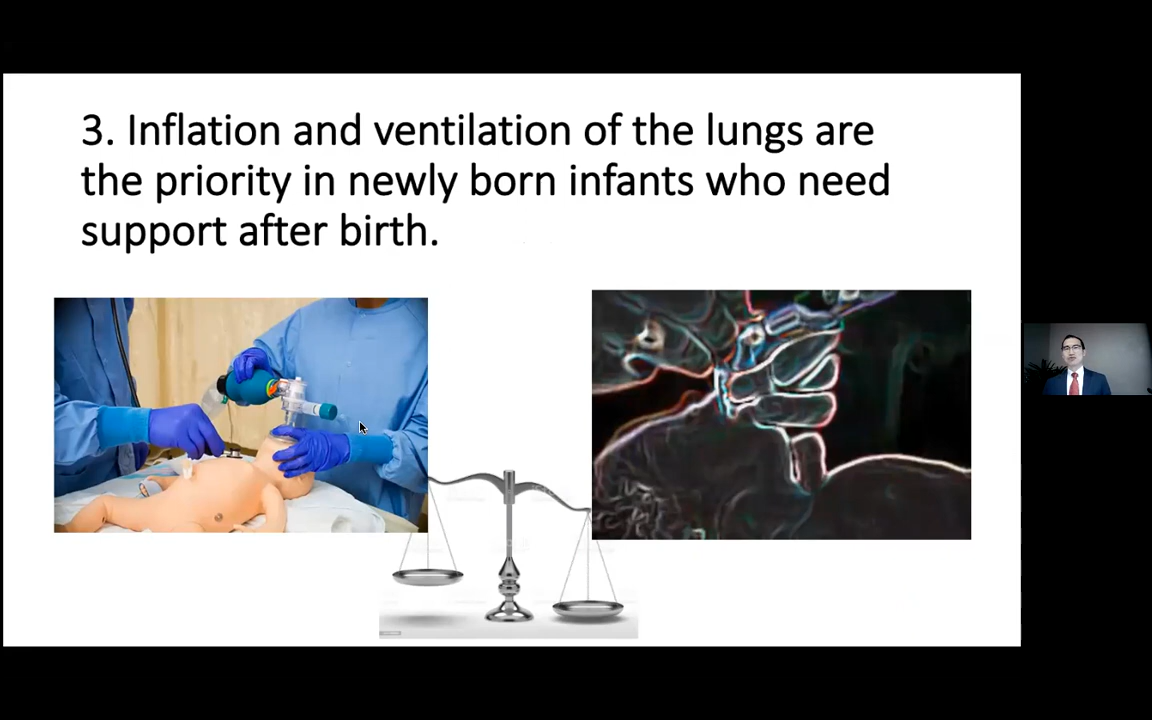 3. Inflation and ventilation of the lungs are
the priority in newly born infants who need
support after birth.